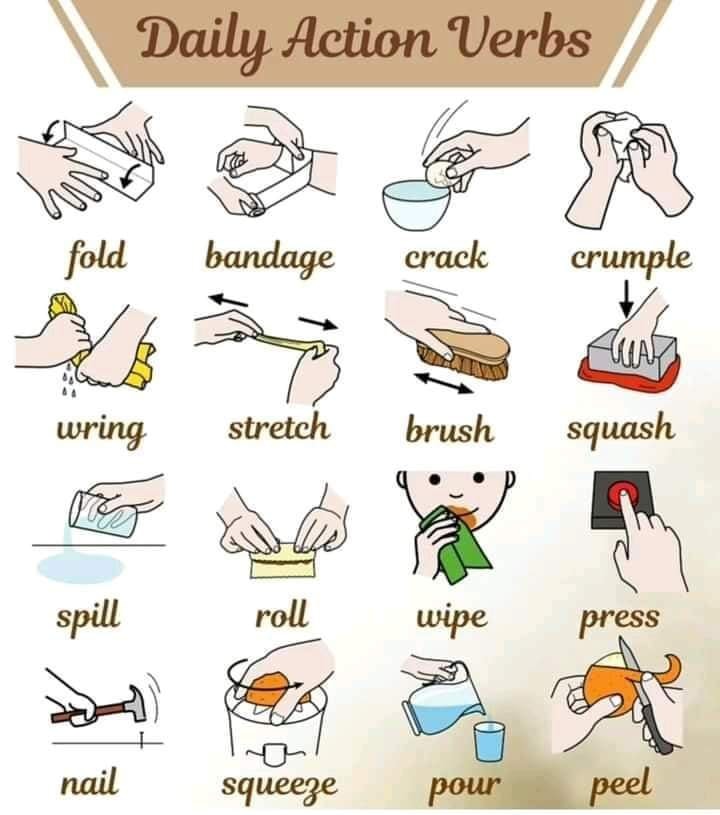 Daily Action Verbs
fold bandage crack crumple
wring stretch brush squash
spill roll wipe press
nail squeeze pour peel